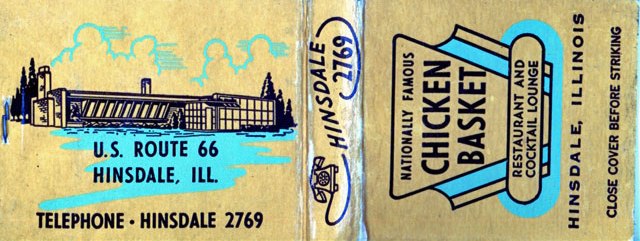 U.S. ROUTE 66
HINSDALE, ILL.
TELEPHONE • HINSDALE 2769
HINSDALE
2769
NATIONALLY FAMOUS
CHICKEN
BASKET
RESTAURANT AND
COCKTAIL LOUNGE
HINSDALE, ILLINOIS
CLOSE COVER BEFORE STRIKING